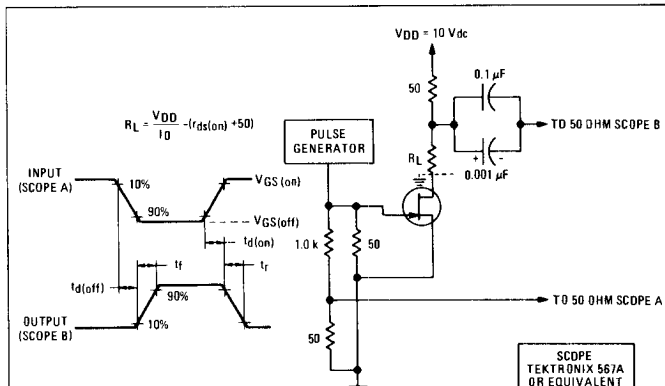 VDD = 10 Vdc
50
0.1 µF
TO 50 OHM SCOPE B
RL = VDD/10 -(rds(on) +50)
PULSE
GENERATOR
RL
+ -
0.001 µF
INPUT
(SCOPE A)
10%
90%
VGS(on)
VGS(off)
td(on)
1.0 k
50
tf
tr
td(off)
90%
TO 50 OHM SCOPE A
OUTPUT
(SCOPE B)
10%
50
SCOPE
TEKTRONIX 567A
OR EQUIVALENT